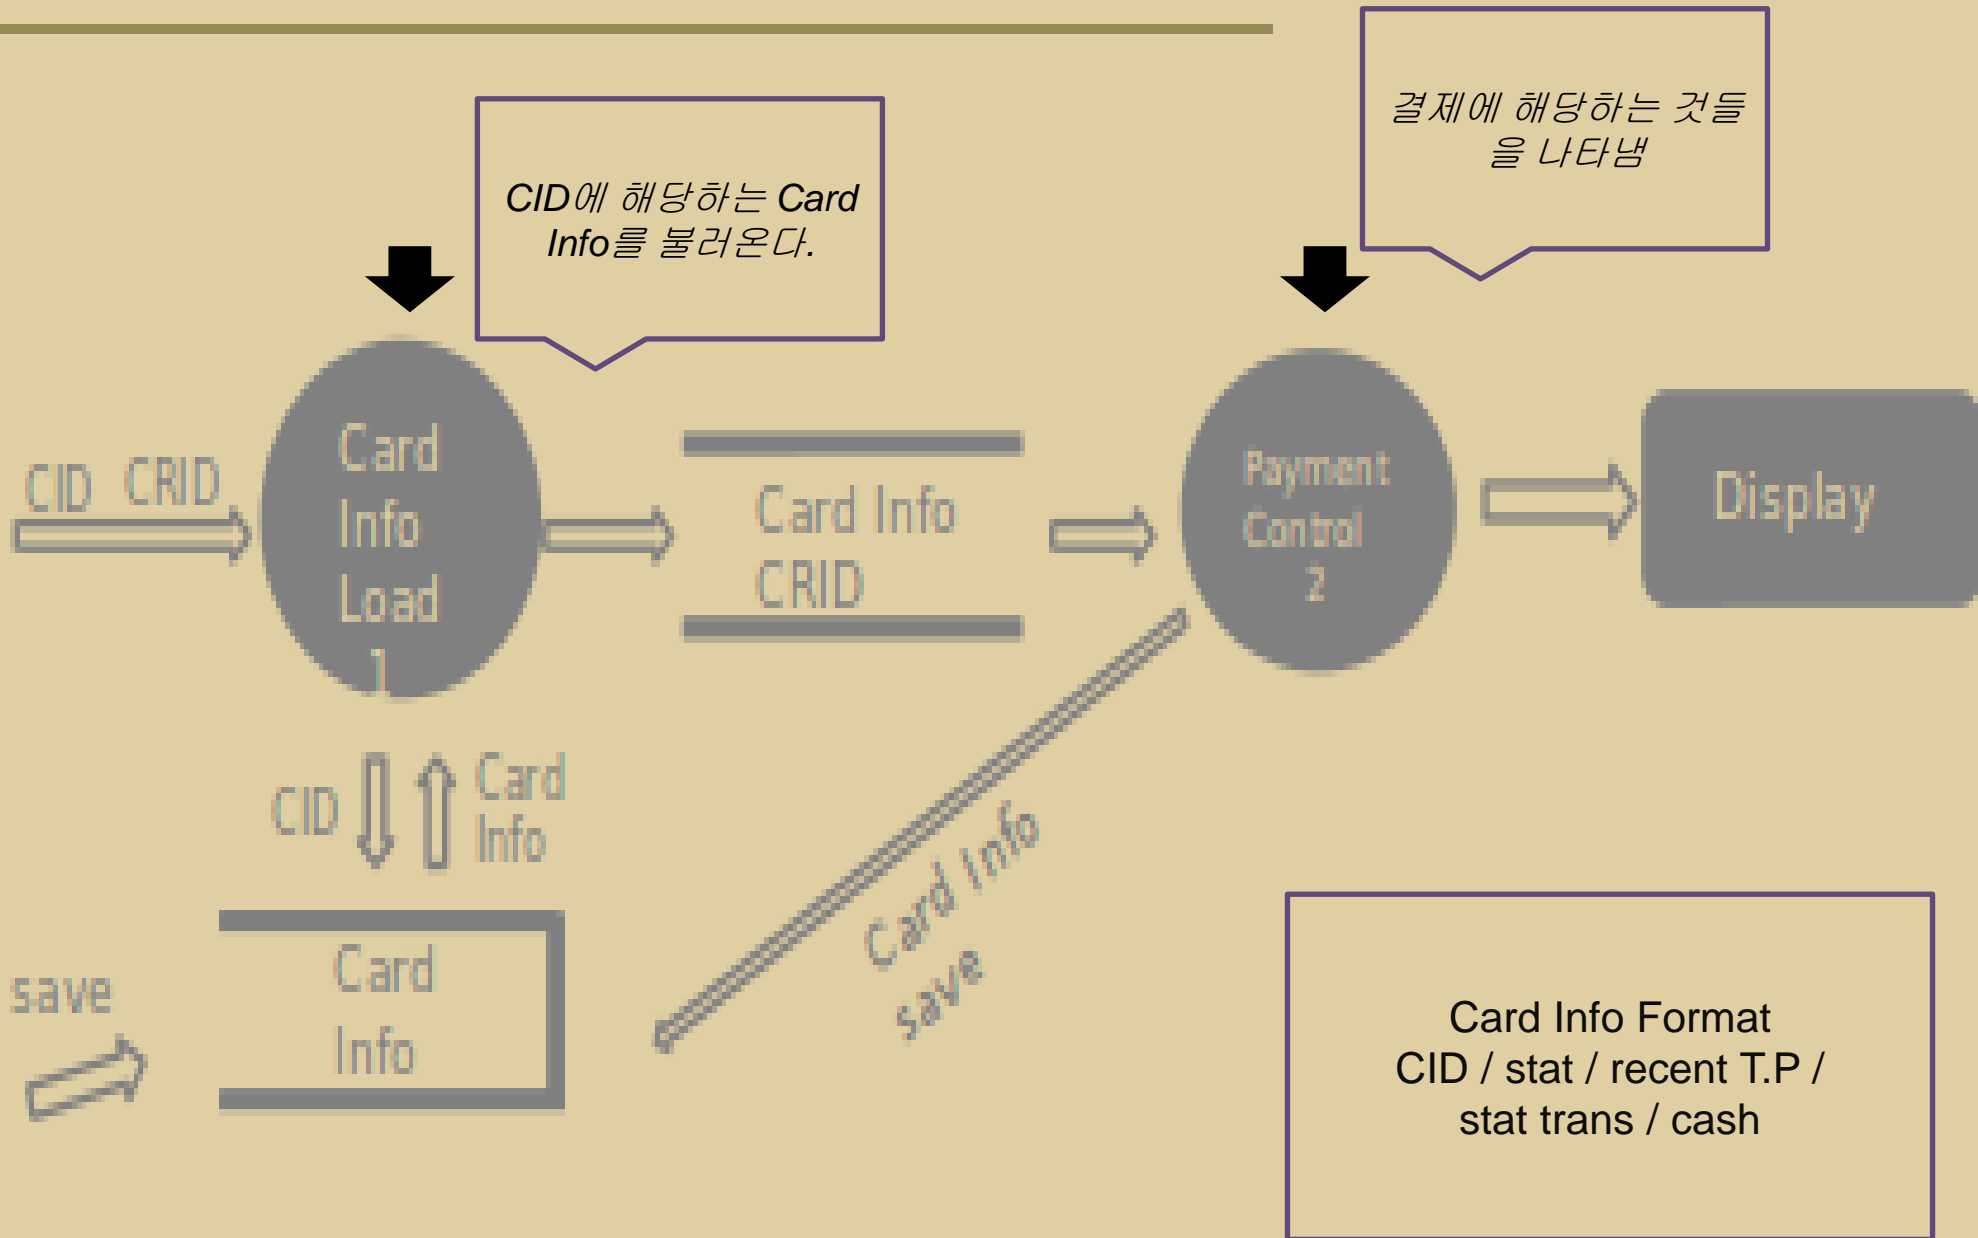 결제에 해당하는 것들
을 나타냄
CID에 해당하는 Card
Info를 불러온다.
CID CRID
Card
Info
Load
1
Card Info
CRID
Payment
Control
2
Display
CID
Card
Info
Card Info
save
save
Card
Info
Card Info Format
CID / stat / recent T.P /
stat trans / cash